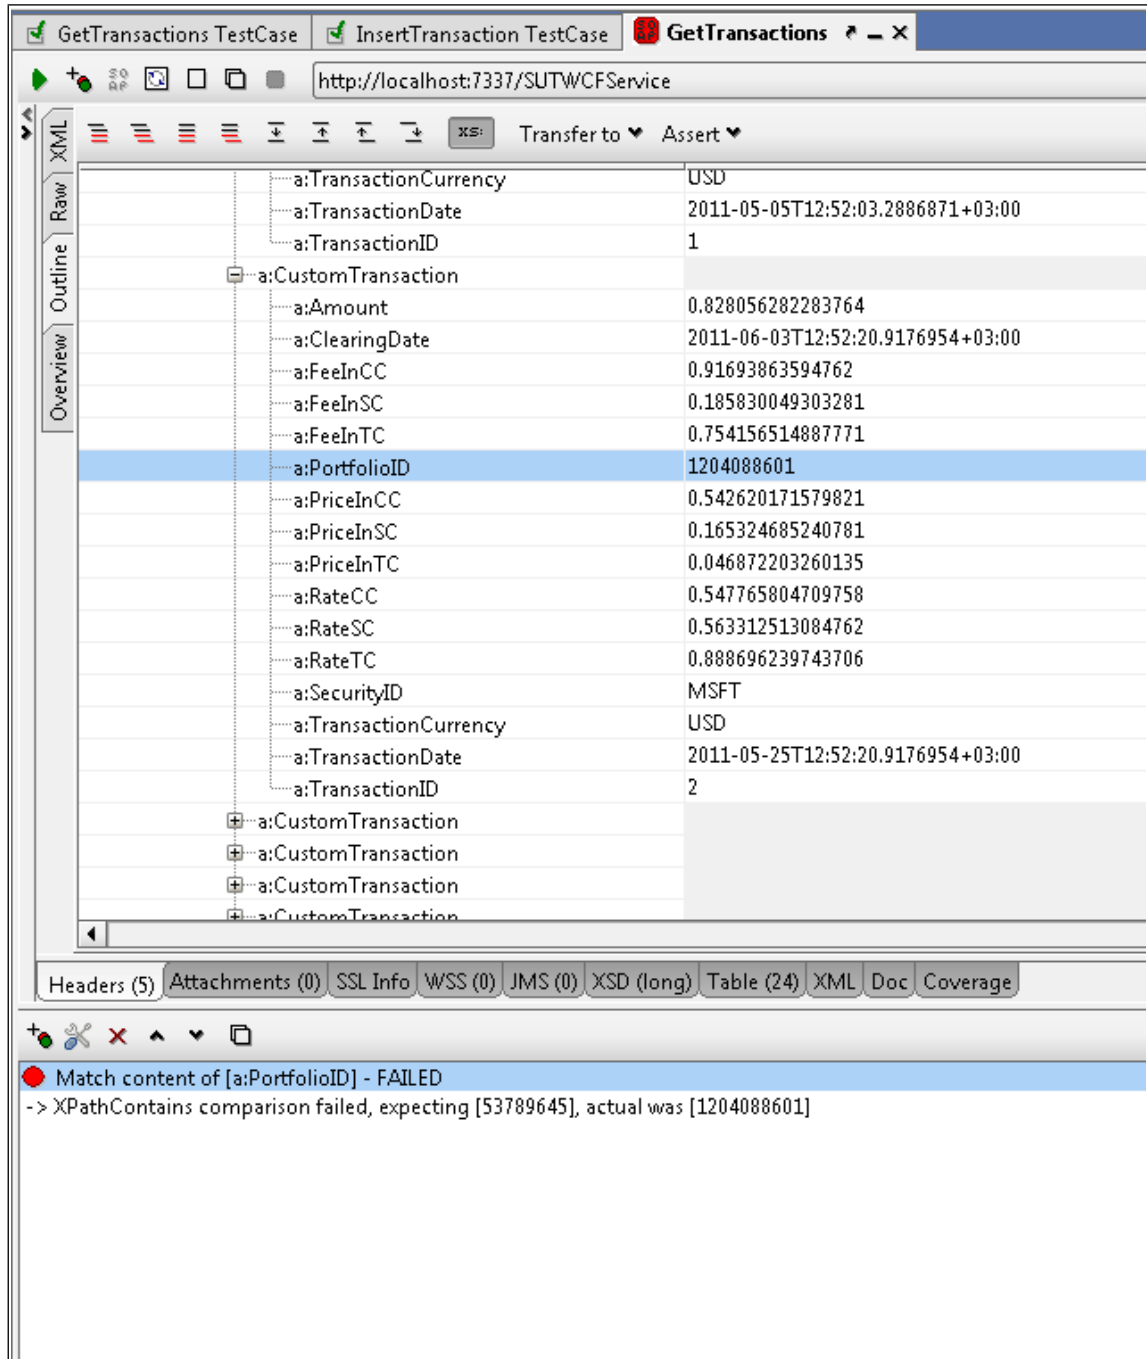 GetTransactions TestCase InsertTransaction TestCase SOAP GetTransactions
SOAP http://localhost:7337/SUTWCFService
XML
Raw
Outline
Overview
XS: Transfer to Assert
a:TransactionCurrency USD
a:TransactionDate 2011-05-05T12:52:03.2886871+03:00
a:TransactionID 1
a:CustomTransaction
a:Amount 0.828056282283764
a:ClearingDate 2011-06-03T12:52:20.9176954+03:00
a:FeeInCC 0.91693863594762
a:FeeInSC 0.185830049303281
a:FeeInTC 0.754156514887771
a:PortfolioID 1204088601
a:PriceInCC 0.542620171579821
a:PriceInSC 0.165324685240781
a:PriceInTC 0.046872203260135
a:RateCC 0.547765804709758
a:RateSC 0.563312513084762
a:RateTC 0.888696239743706
a:SecurityID MSFT
a:TransactionCurrency USD
a:TransactionDate 2011-05-25T12:52:20.9176954+03:00
a:TransactionID 2
a:CustomTransaction
a:CustomTransaction
a:CustomTransaction
a:CustomTransaction
Headers (5) Attachments (0) SSL Info WSS (0) JMS (0) XSD (long) Table (24) XML Doc Coverage
Match content of [a:PortfolioID] - FAILED
-> XPathContains comparison failed, expecting [53789645], actual was [1204088601]